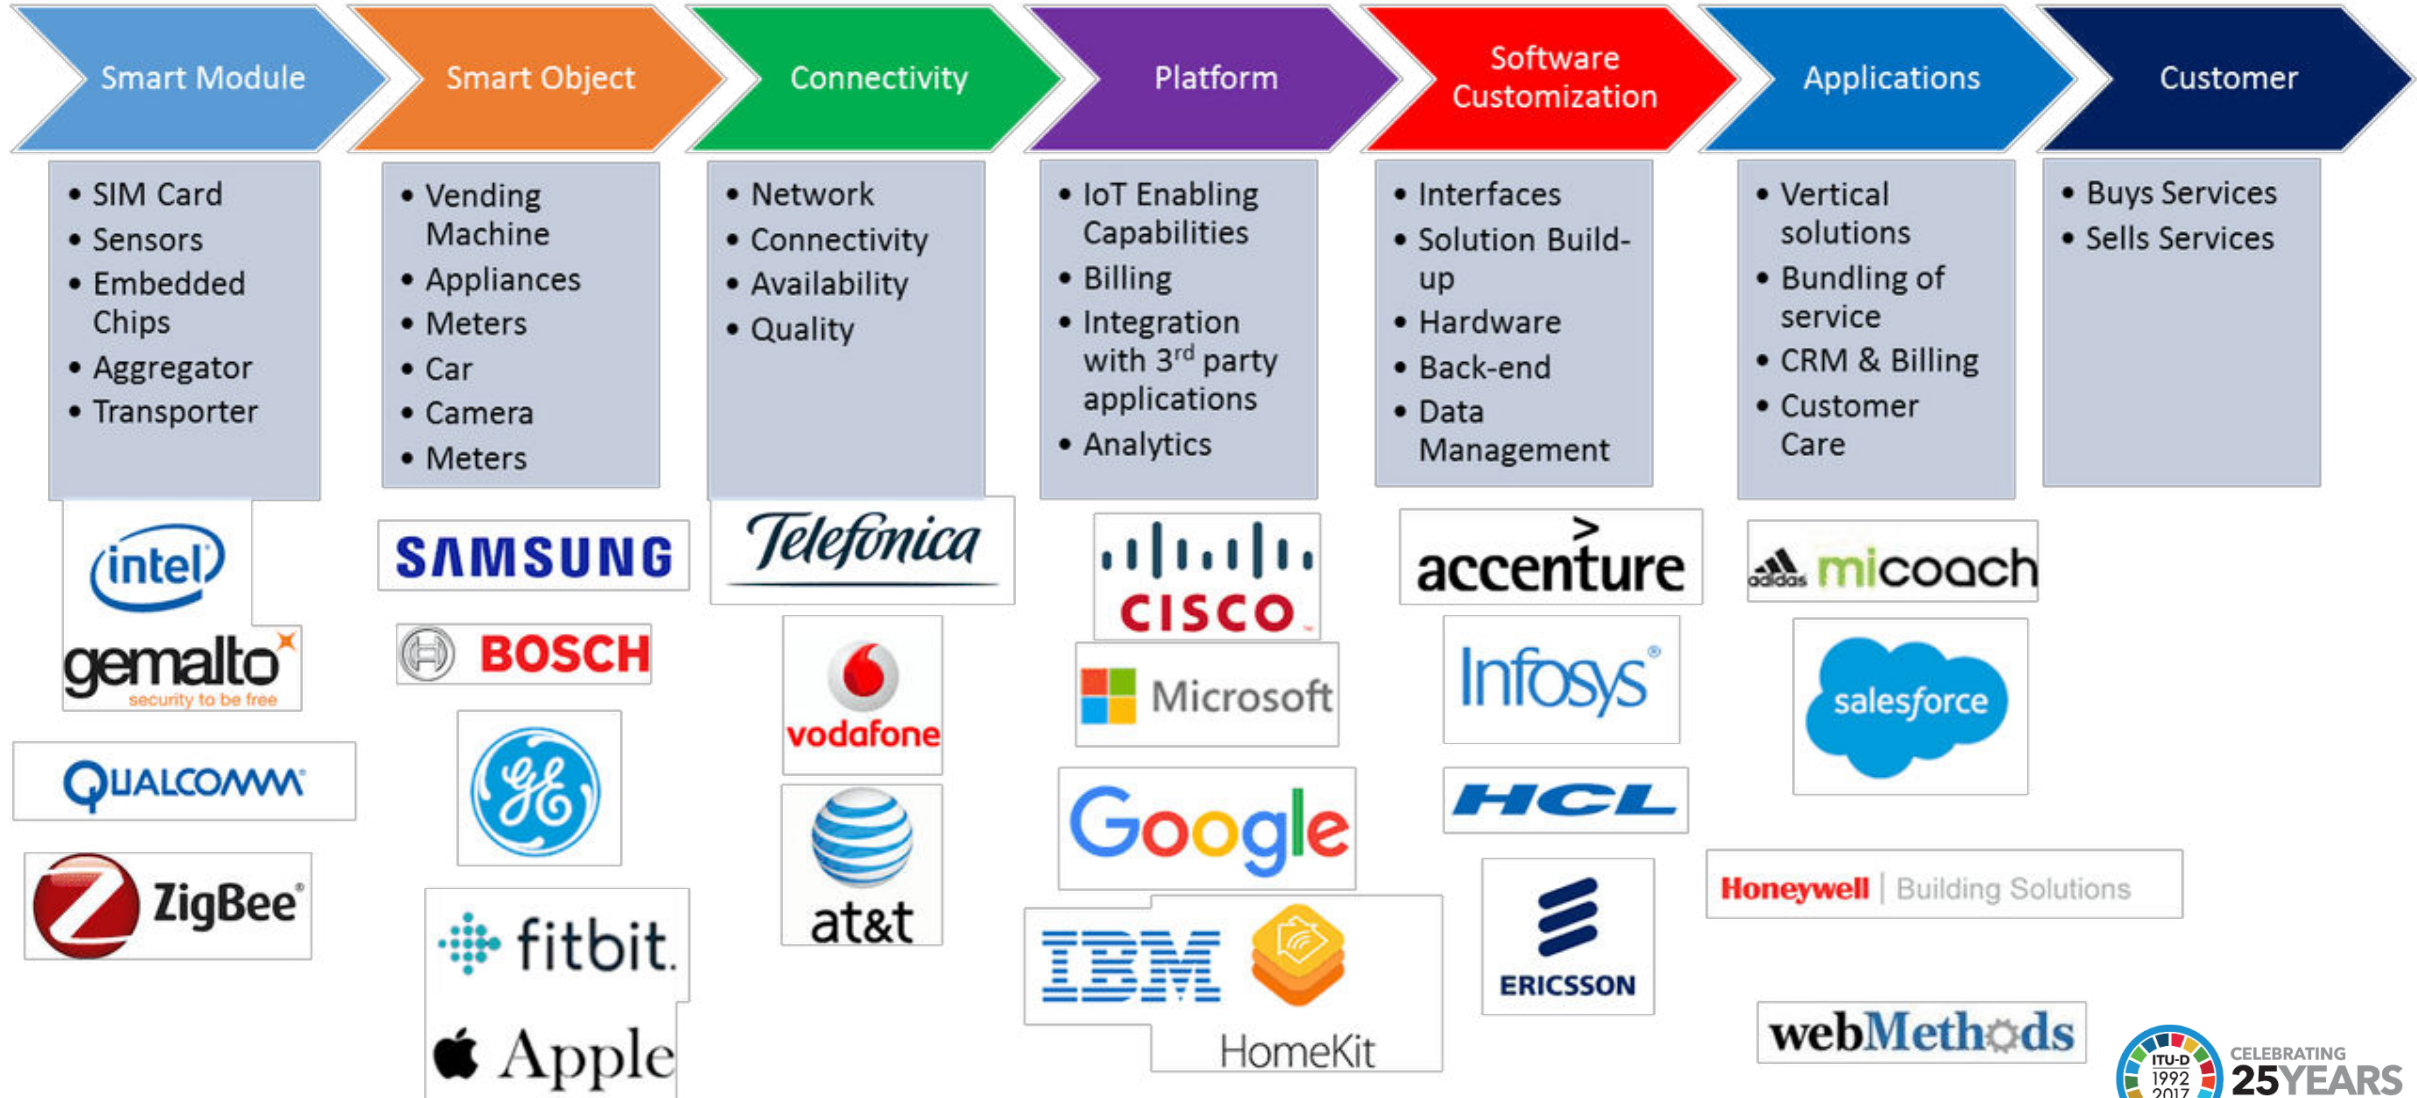 Smart Module
Smart Object
Connectivity
Platform
Software
Customization
Applications
Customer
• SIM Card
• Sensors
• Embedded
Chips
• Aggregator
• Transporter
• Vending
Machine
• Appliances
• Meters
• Car
• Camera
• Meters
• Network
• Connectivity
• Availability
• Quality
• IoT Enabling
Capabilities
• Billing
• Integration
with 3rd party
applications
• Analytics
• Interfaces
• Solution Build-
up
• Hardware
• Back-end
• Data
Management
• Vertical
solutions
• Bundling of
service
• CRM & Billing
• Customer
Care
• Buys Services
• Sells Services
intel
gemalto
security to be free
QUALCOMM®
ZigBee®
SAMSUNG
BOSCH
GE
fitbit.
Apple
Telefónica
vodafone
at&t
CISCO™
Microsoft
Google
IBM
HomeKit
>
accenture
Infosys®
HCL
ERICSSON
adidas micoach
salesforce
Honeywell | Building Solutions
webMethods
ITU-D
1992
2017
CELEBRATING
25YEARS